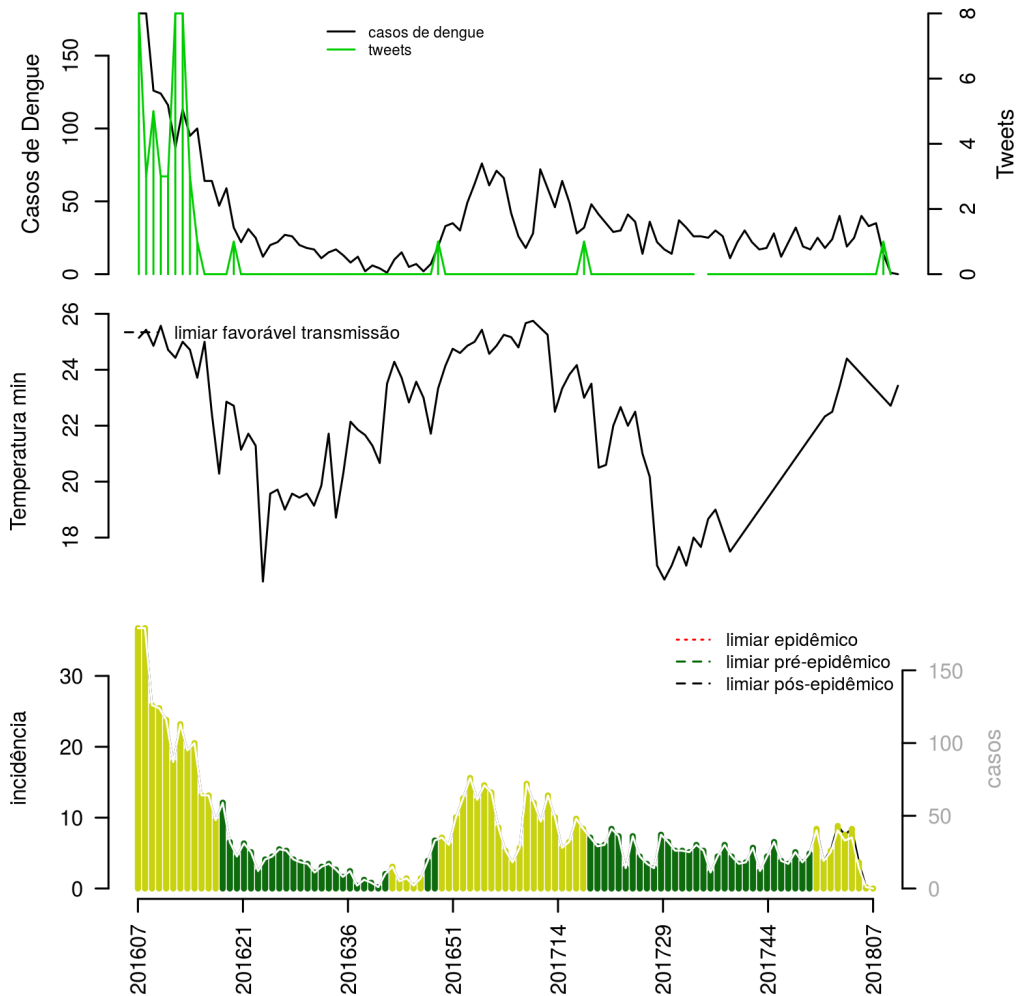 casos de dengue
tweets
Casos de Dengue
0
50
100
150
0
2
4
6
8
Tweets
limiar favorável transmissão
Temperatura min
18
20
22
24
26
limiar epidêmico
limiar pré-epidêmico
limiar pós-epidêmico
incidência
0
10
20
30
0
50
100
150
casos
201607
201621
201636
201651
201714
201729
201744
201807